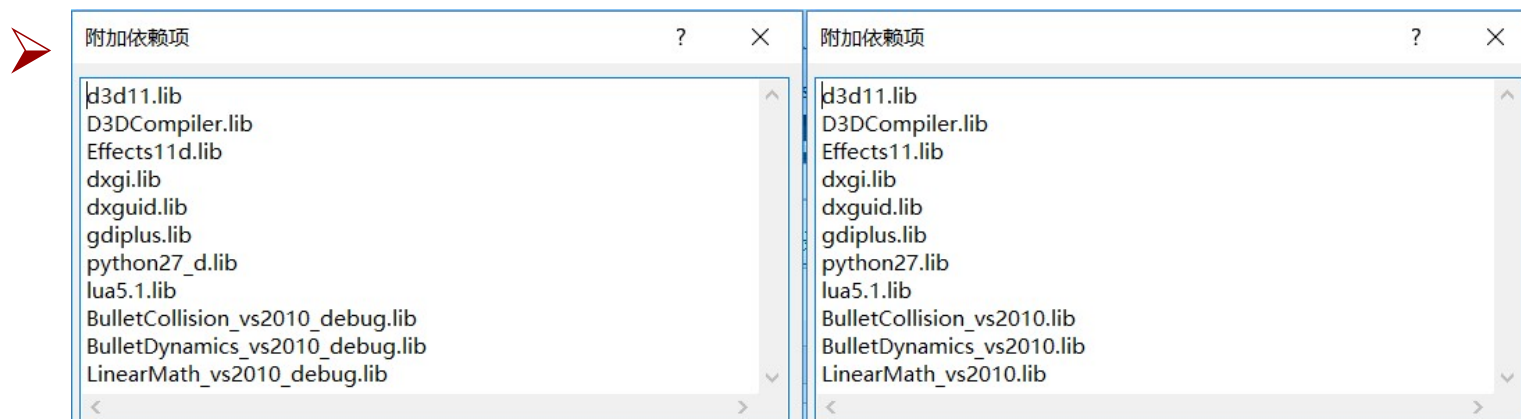 附加依赖项 ?
d3d11.lib
D3DCompiler.lib
Effects11d.lib
dxgi.lib
dxguid.lib
gdiplus.lib
python27_d.lib
lua5.1.lib
BulletCollision_vs2010_debug.lib
BulletDynamics_vs2010_debug.lib
LinearMath_vs2010_debug.lib
附加依赖项 ?
d3d11.lib
D3DCompiler.lib
Effects11.lib
dxgi.lib
dxguid.lib
gdiplus.lib
python27.lib
lua5.1.lib
BulletCollision_vs2010.lib
BulletDynamics_vs2010.lib
LinearMath_vs2010.lib